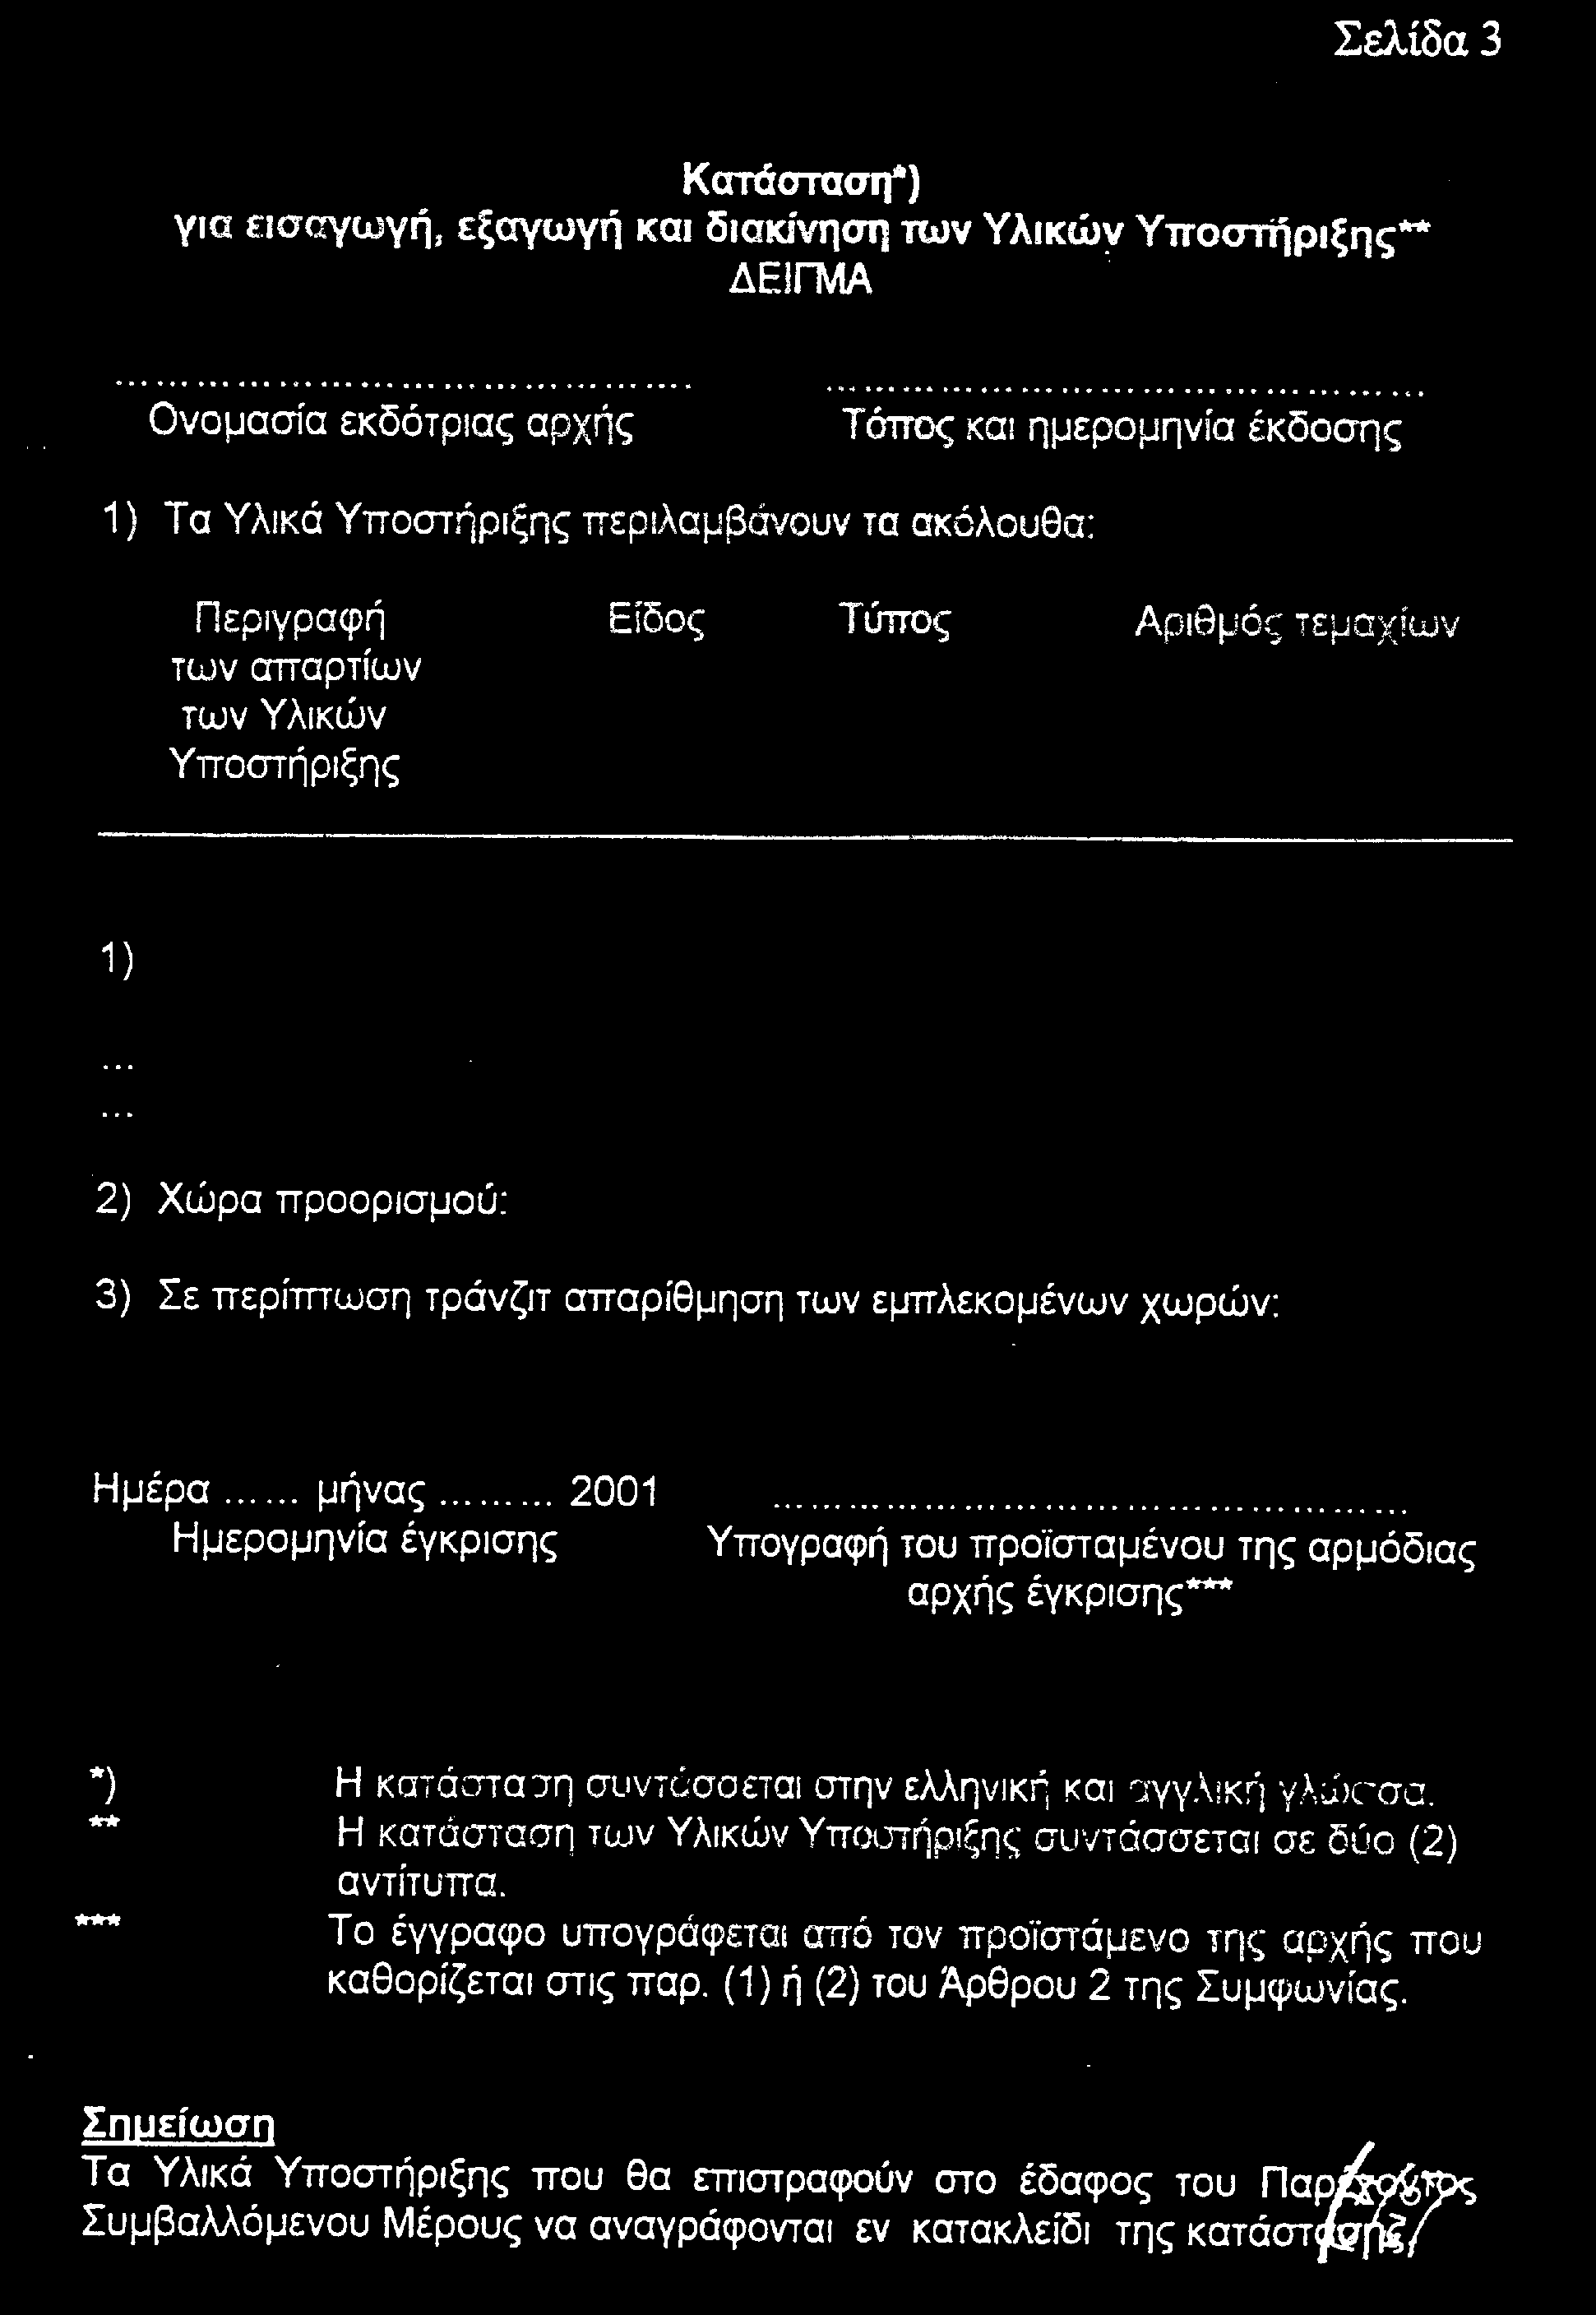 Σελίδα 3
Κατάσταση*)
για εισαγωγή, εξαγωγή και διακίνηση των Υλικών Υποστήριξης**
ΔΕΙΓΜΑ
.......................................... ..........................................
Ονομασία εκδότριας αρχής Τόπος και ημερομηνία έκδοσης
1) Τα Υλικά Υποστήριξης περιλαμβάνουν τα ακόλουθα:
Περιγραφή Είδος Τύπος Αριθμός τεμαχίων
των απαρτίων
των Υλικών
Υποστήριξης
1)
...
...
2) Χώρα προορισμού:
3) Σε περίπτωση τράνζιτ απαρίθμηση των εμπλεκομένων χωρών:
Ημέρα ...... μήνας ......... 2001 ................................................
Ημερομηνία έγκρισης Υπογραφή του προϊσταμένου της αρμόδιας
αρχής έγκρισης***
*) Η κατάσταση συντάσσεται στην ελληνική και αγγλική γλώσσα.
** Η κατάσταση των Υλικών Υποστήριξης συντάσσεται σε δύο (2)
αντίτυπα.
*** Το έγγραφο υπογράφεται από τον προϊστάμενο της αρχής που
καθορίζεται στις παρ. (1) ή (2) του Άρθρου 2 της Συμφωνίας.
Σημείωση
Τα Υλικά Υποστήριξης που θα επιστραφούν στο έδαφος του Παρέχοντος
Συμβαλλόμενου Μέρους να αναγράφονται εν κατακλείδι της κατάστασης